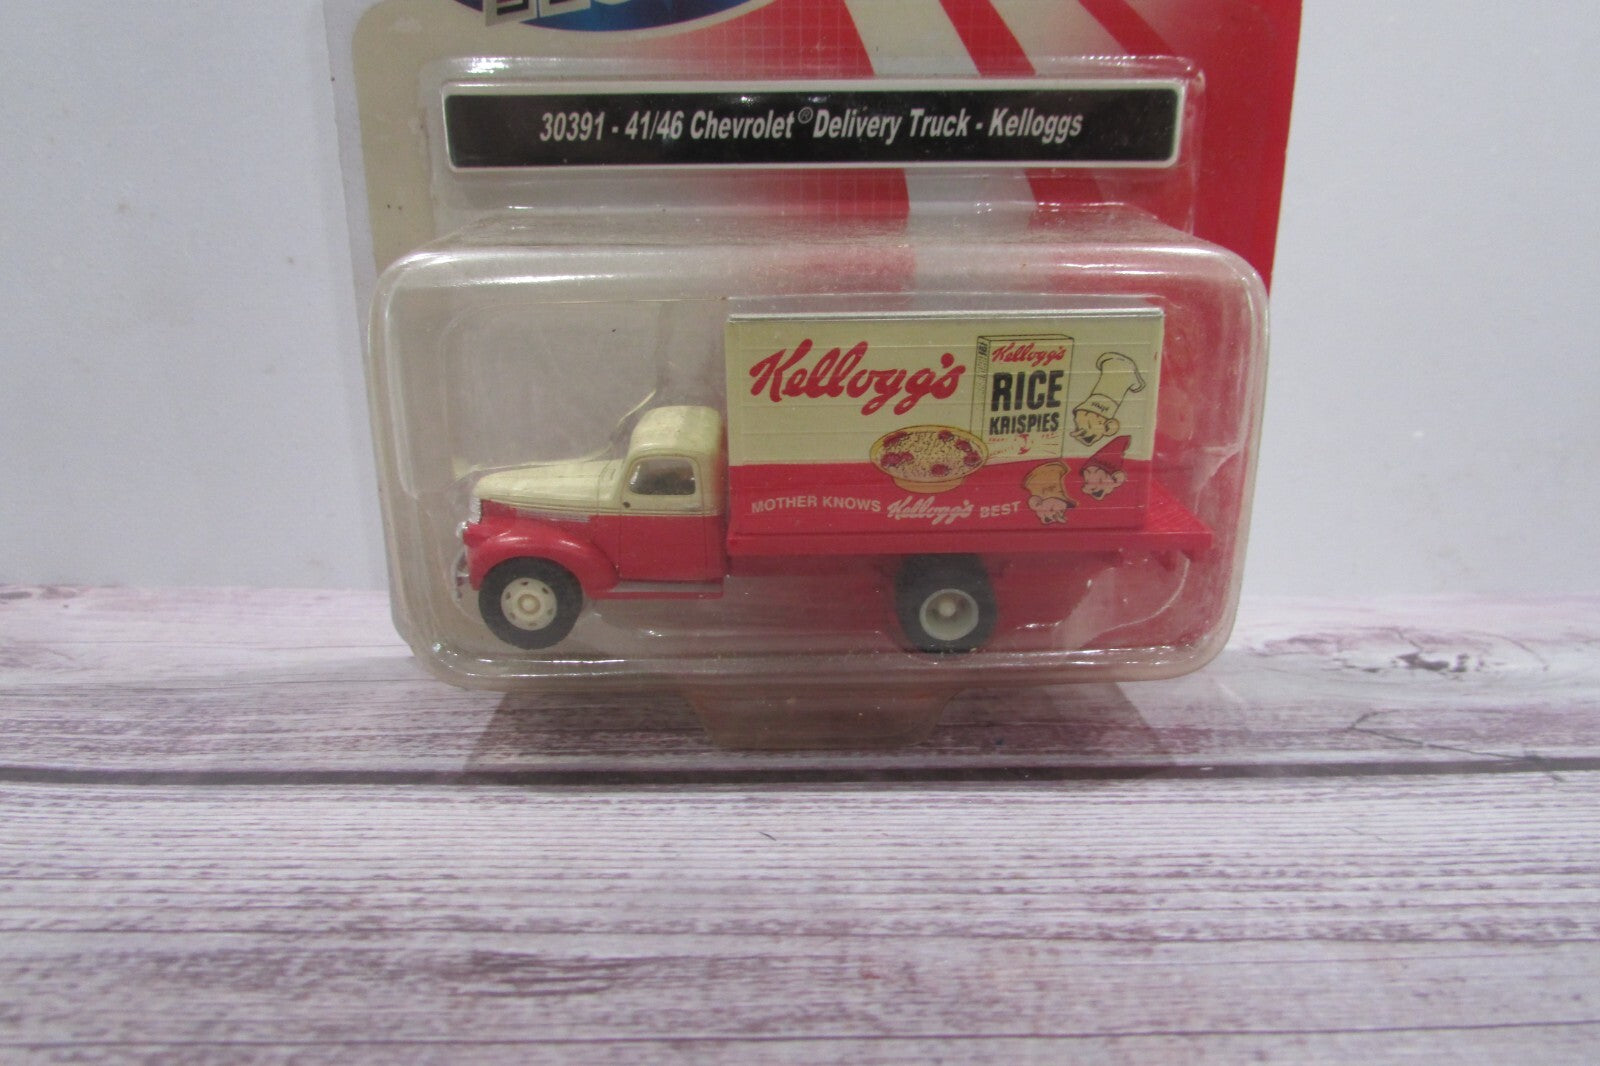 30391 - 41/46 Chevrolet® Delivery Truck - Kelloggs
Kellogg's
Kellogg's
RICE
KRISPIES
MOTHER KNOWS Kellogg's BEST